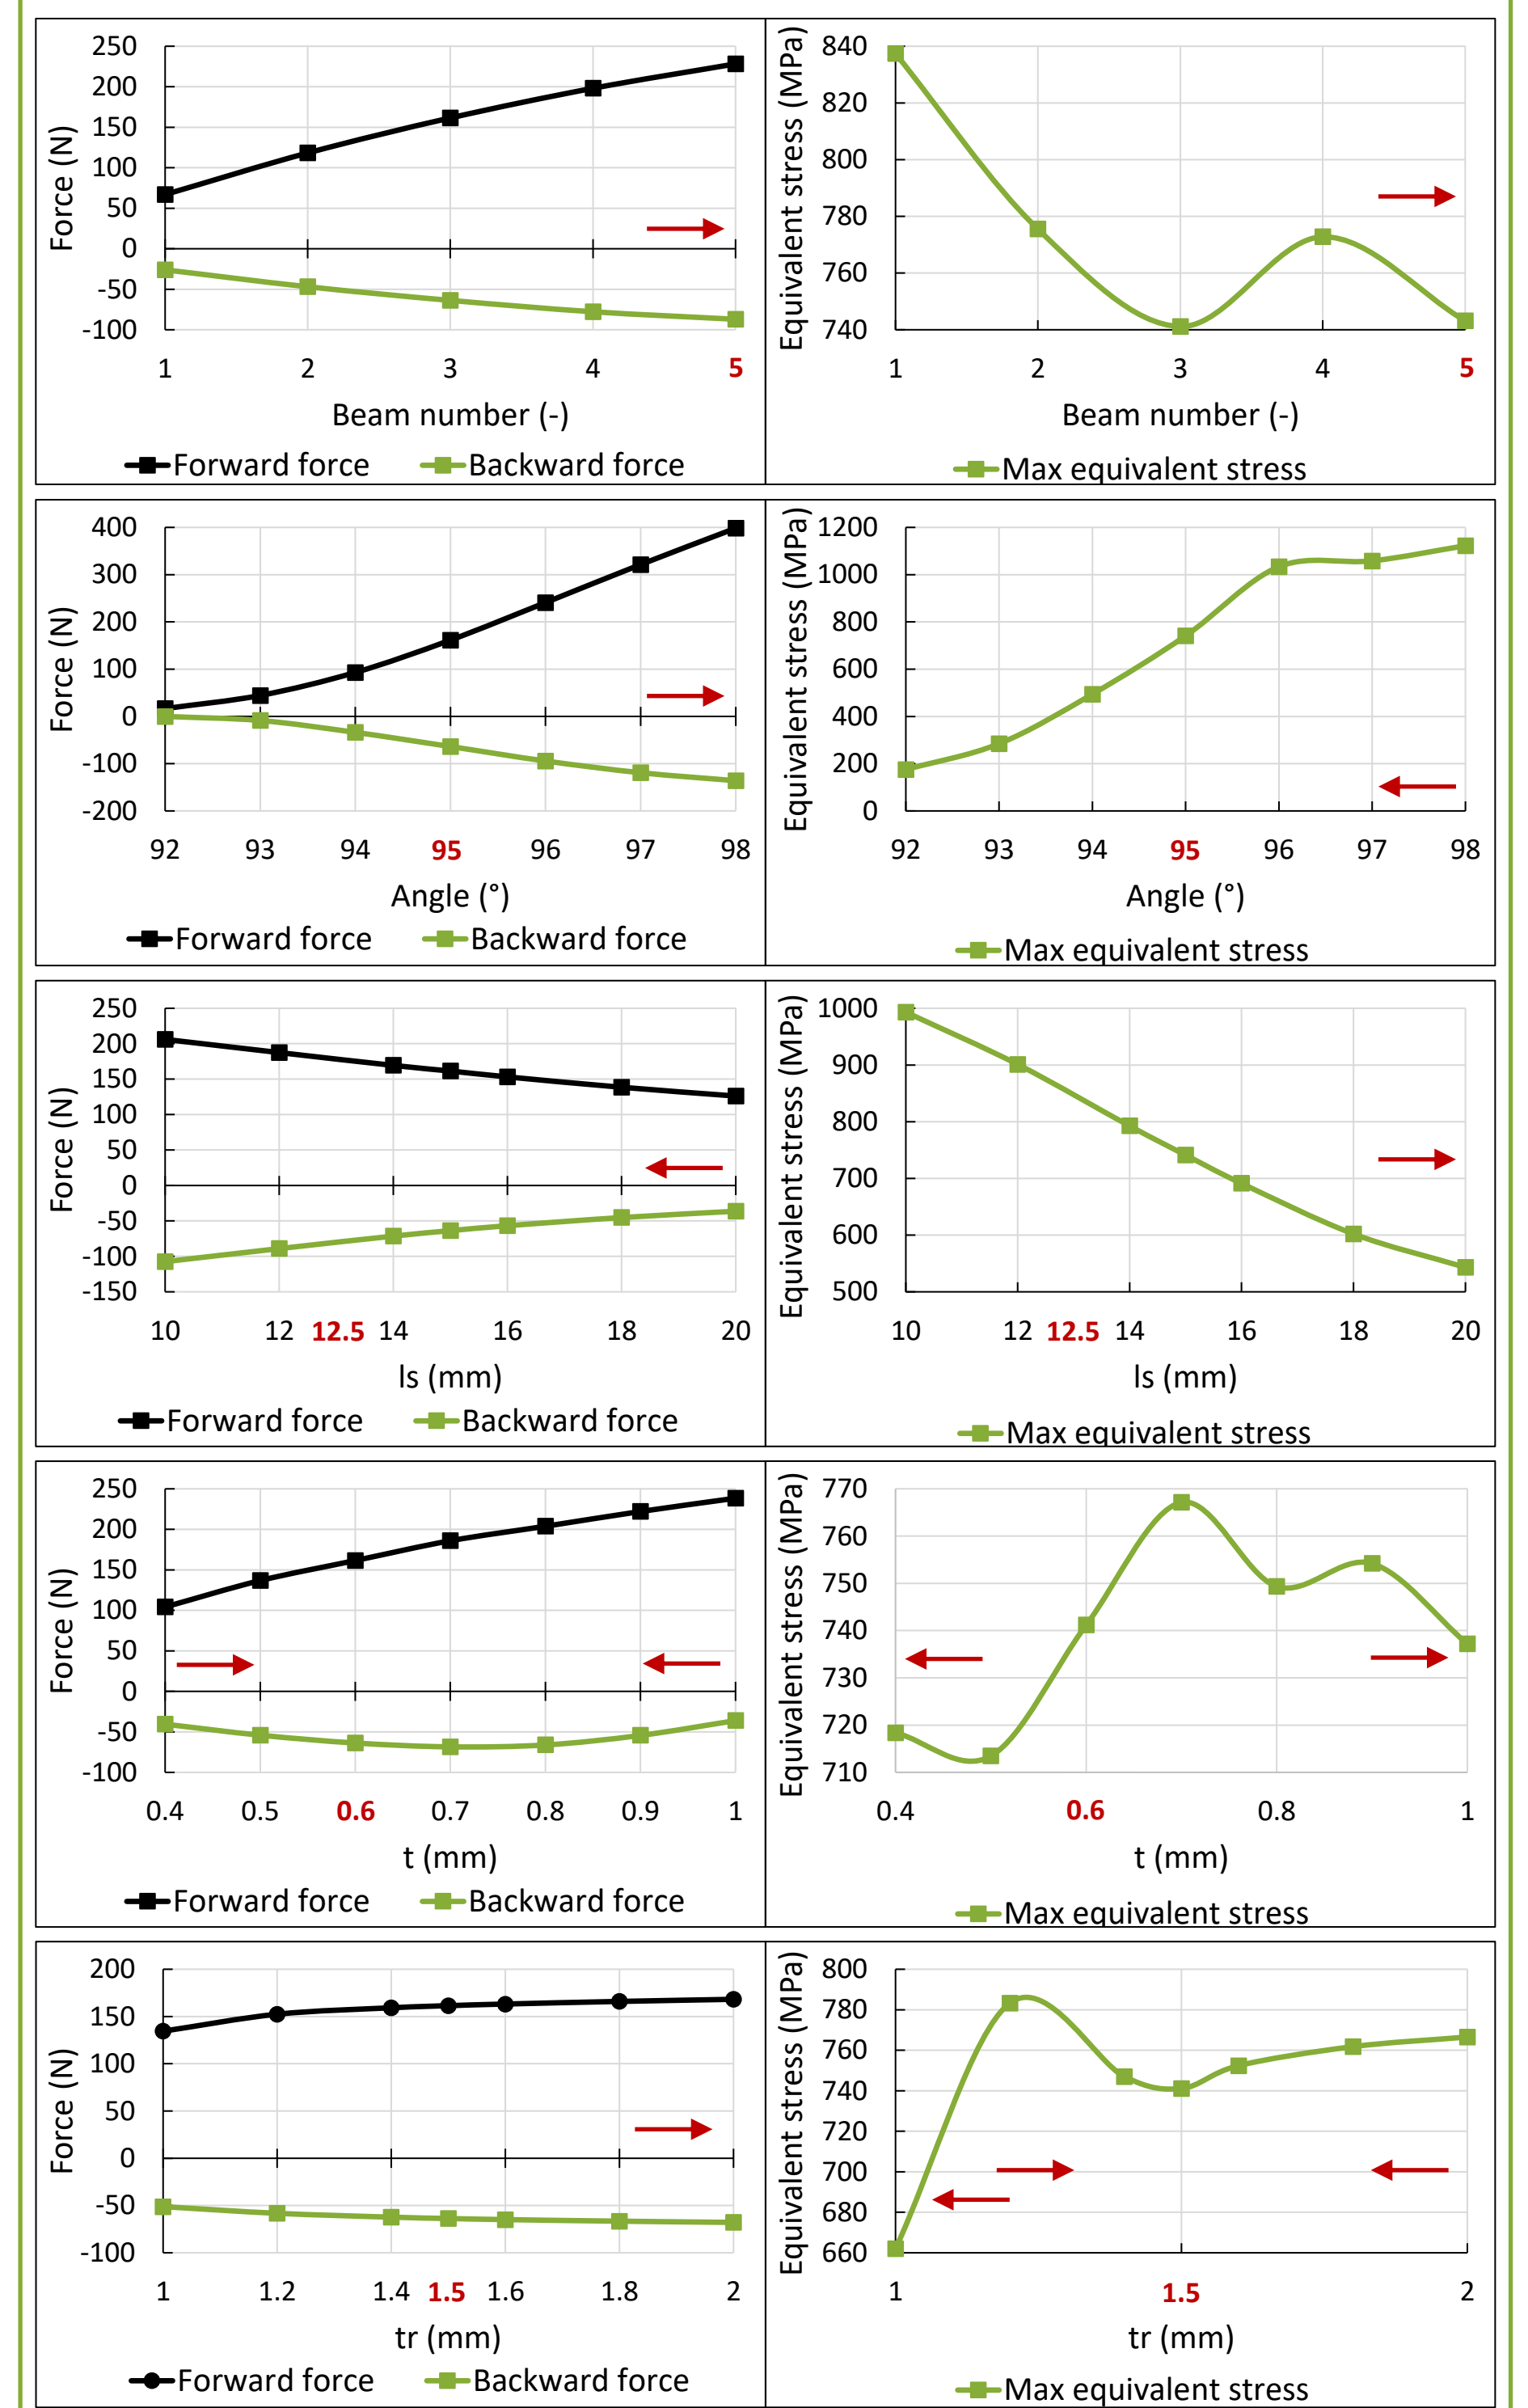 Force (N)
250
200
150
100
50
0
-50
-100
1 2 3 4 5
Beam number (-)
Forward force Backward force
Equivalent stress (MPa)
840
820
800
780
760
740
1 2 3 4 5
Beam number (-)
Max equivalent stress
Force (N)
400
300
200
100
0
-100
-200
92 93 94 95 96 97 98
Angle (°)
Forward force Backward force
Equivalent stress (MPa)
1200
1000
800
600
400
200
0
92 93 94 95 96 97 98
Angle (°)
Max equivalent stress
Force (N)
250
200
150
100
50
0
-50
-100
-150
10 12 12.5 14 16 18 20
ls (mm)
Forward force Backward force
Equivalent stress (MPa)
1000
900
800
700
600
500
10 12 12.5 14 16 18 20
ls (mm)
Max equivalent stress
Force (N)
250
200
150
100
50
0
-50
-100
0.4 0.5 0.6 0.7 0.8 0.9 1
t (mm)
Forward force Backward force
Equivalent stress (MPa)
770
760
750
740
730
720
710
0.4 0.6 0.8 1
t (mm)
Max equivalent stress
Force (N)
200
150
100
50
0
-50
-100
1 1.2 1.4 1.5 1.6 1.8 2
tr (mm)
Forward force Backward force
Equivalent stress (MPa)
800
780
760
740
720
700
680
660
1 1.5 2
tr (mm)
Max equivalent stress